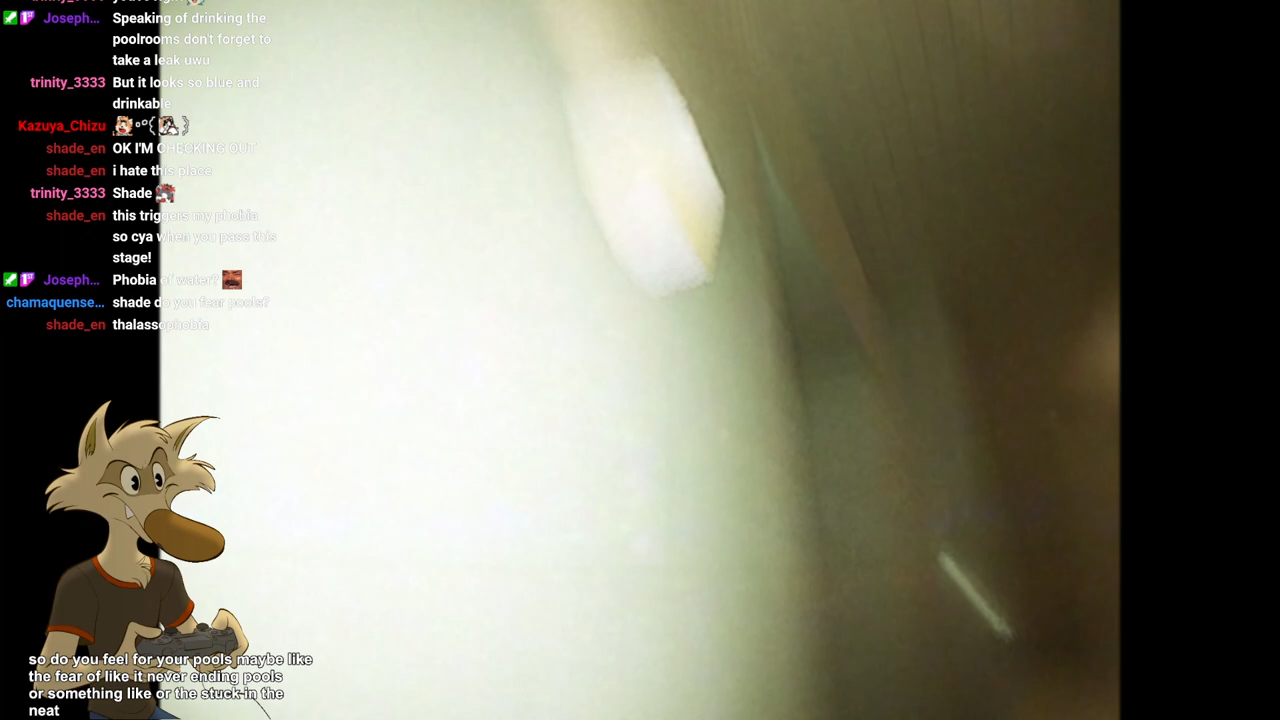 Joseph...
Speaking of drinking the
poolrooms don't forget to
take a leak uwu
trinity_3333
But it looks so blue and
drinkable
Kazuya_Chizu
shade_en
OK I'M CHECKING OUT
shade_en
i hate this place
trinity_3333
Shade
shade_en
this triggers my phobia
so cya when you pass this
stage!
Joseph...
Phobia of water?
chamaquense...
shade do you fear pools?
shade_en
thalassophobia
so do you feel for your pools maybe like
the fear of like it never ending pools
or something like or the stuck in the
neat